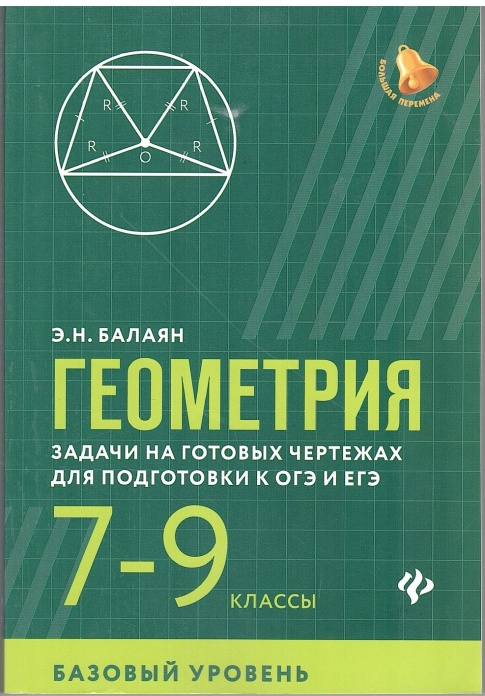 БОЛЬШАЯ ПЕРЕМЕНА
R
R
R
O
R
Э.Н. БАЛАЯН
ГЕОМЕТРИЯ
ЗАДАЧИ НА ГОТОВЫХ ЧЕРТЕЖАХ
ДЛЯ ПОДГОТОВКИ К ОГЭ И ЕГЭ
7-9 КЛАССЫ
БАЗОВЫЙ УРОВЕНЬ